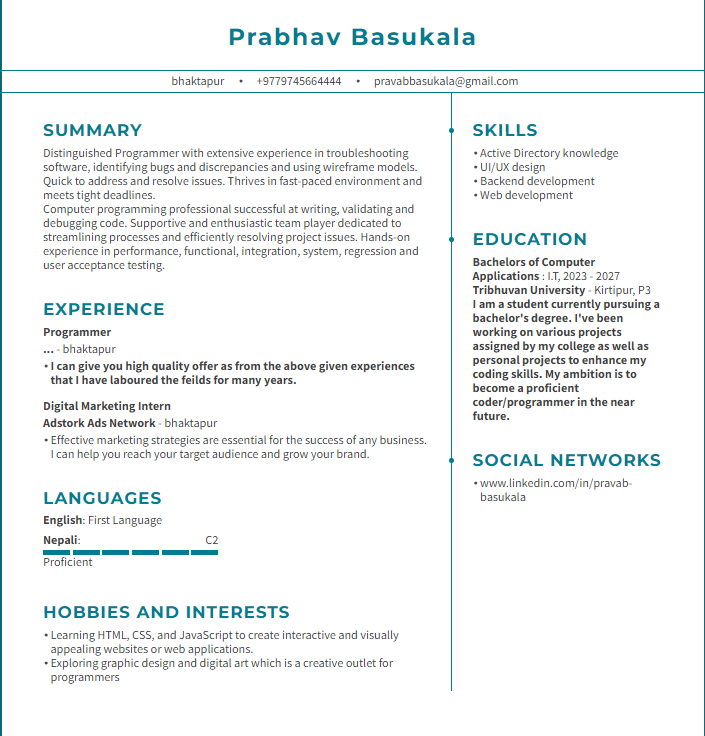 Prabhav Basukala
bhaktapur • +9779745664444 • pravabbasukala@gmail.com
SUMMARY
Distinguished Programmer with extensive experience in troubleshooting
software, identifying bugs and discrepancies and using wireframe models.
Quick to address and resolve issues. Thrives in fast-paced environment and
meets tight deadlines.
Computer programming professional successful at writing, validating and
debugging code. Supportive and enthusiastic team player dedicated to
streamlining processes and efficiently resolving project issues. Hands-on
experience in performance, functional, integration, system, regression and
user acceptance testing.
EXPERIENCE
Programmer
... - bhaktapur
• I can give you high quality offer as from the above given experiences
that I have laboured the feilds for many years.
Digital Marketing Intern
Adstork Ads Network - bhaktapur
• Effective marketing strategies are essential for the success of any business.
I can help you reach your target audience and grow your brand.
LANGUAGES
English: First Language
Nepali: C2
Proficient
HOBBIES AND INTERESTS
• Learning HTML, CSS, and JavaScript to create interactive and visually
appealing websites or web applications.
• Exploring graphic design and digital art which is a creative outlet for
programmers
SKILLS
• Active Directory knowledge
• UI/UX design
• Backend development
• Web development
EDUCATION
Bachelors of Computer
Applications : I.T, 2023 - 2027
Tribhuvan University - Kirtipur, P3
I am a student currently pursuing a
bachelor's degree. I've been
working on various projects
assigned by my college as well as
personal projects to enhance my
coding skills. My ambition is to
become a proficient
coder/programmer in the near
future.
SOCIAL NETWORKS
• www.linkedin.com/in/pravab-
basukala